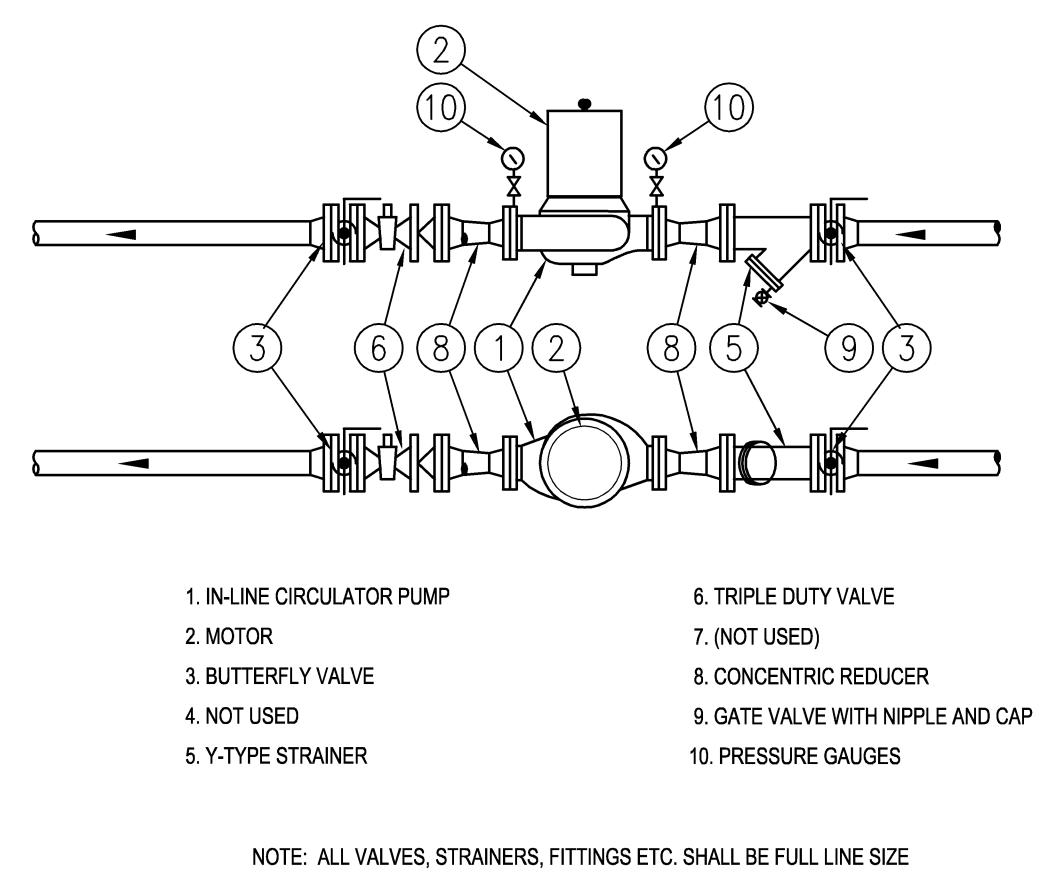 2
10
10
3
6
8
1
2
8
5
9
3
1. IN-LINE CIRCULATOR PUMP
2. MOTOR
3. BUTTERFLY VALVE
4. NOT USED
5. Y-TYPE STRAINER
6. TRIPLE DUTY VALVE
7. (NOT USED)
8. CONCENTRIC REDUCER
9. GATE VALVE WITH NIPPLE AND CAP
10. PRESSURE GAUGES
NOTE: ALL VALVES, STRAINERS, FITTINGS ETC. SHALL BE FULL LINE SIZE